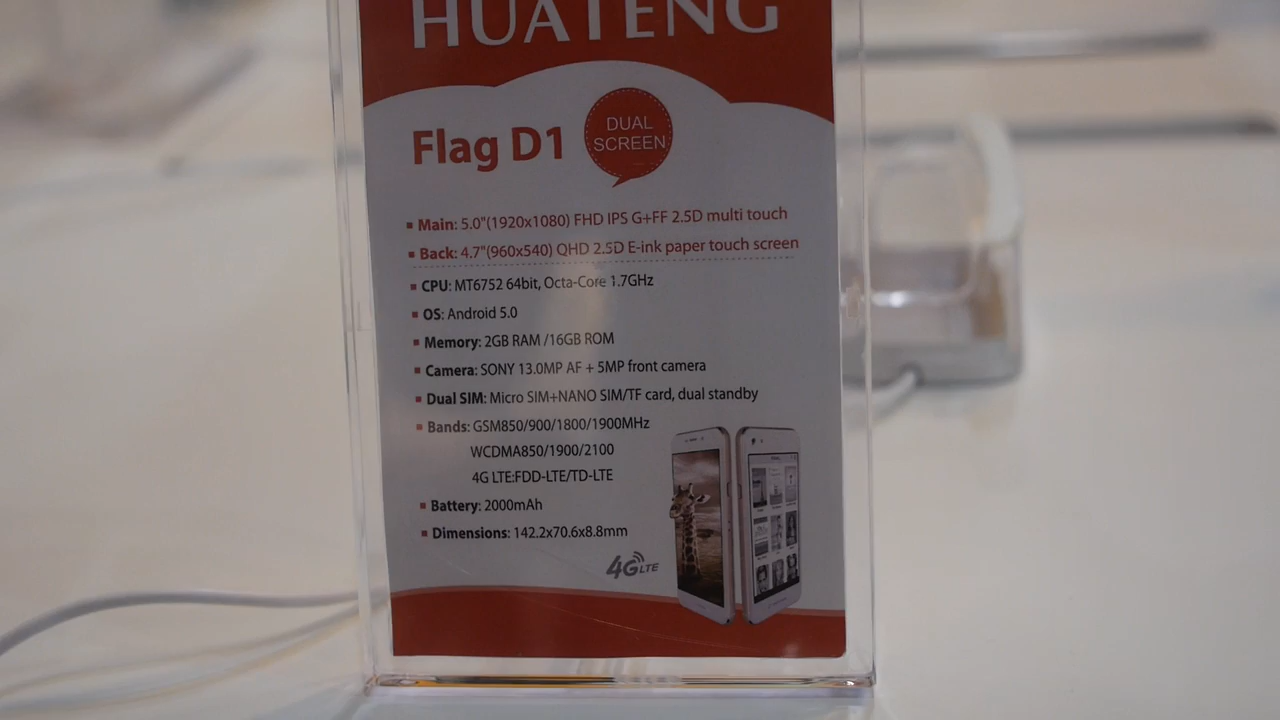 HUATENG
Flag D1
DUAL
SCREEN
Main: 5.0"(1920x1080) FHD IPS G+FF 2.5D multi touch
Back: 4.7"(960x540) QHD 2.5D E-ink paper touch screen
CPU: MT6752 64bit, Octa-Core 1.7GHz
OS: Android 5.0
Memory: 2GB RAM /16GB ROM
Camera: SONY 13.0MP AF + 5MP front camera
Dual SIM: Micro SIM+NANO SIM/TF card, dual standby
Bands: GSM850/900/1800/1900MHz
WCDMA850/1900/2100
4G LTE:FDD-LTE/TD-LTE
Battery: 2000mAh
Dimensions: 142.2x70.6x8.8mm
4G LTE